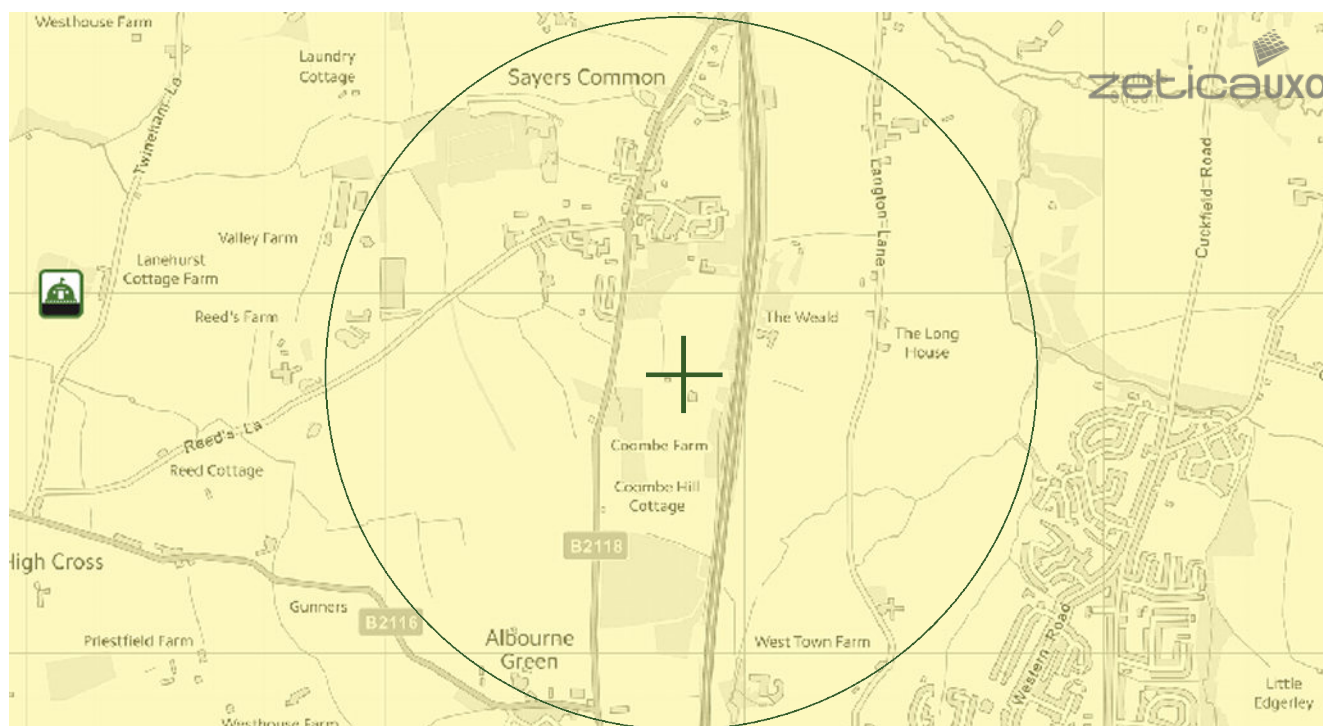 Westhouse Farm
Laundry
Cottage
Sayers Common
zeticauxo
Twineham La
Langton Lane
Cuckfield Road
Valley Farm
Lanehurst
Cottage Farm
Reed's Farm
The Weald
The Long
House
Reed's La
Coombe Farm
Reed Cottage
Coombe Hill
Cottage
B2118
High Cross
Gunners
B2116
Priestfield Farm
Albourne
Green
West Town Farm
Western Road
Little
Edgerley
Westhouse Farm